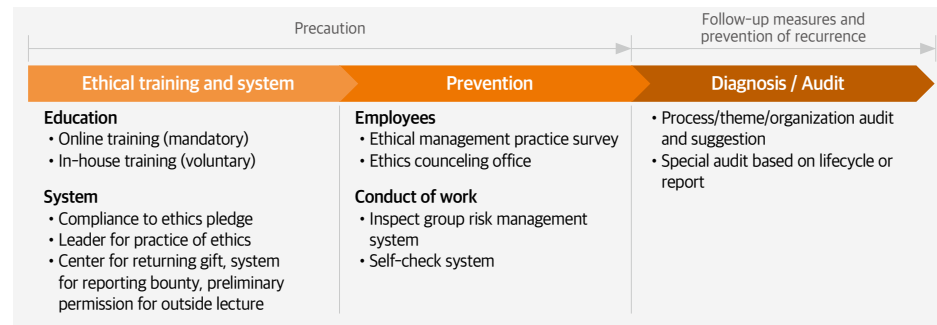 Precaution
Follow-up measures and
prevention of recurrence
Ethical training and system
Prevention
Diagnosis / Audit
Education
• Online training (mandatory)
• In-house training (voluntary)
System
• Compliance to ethics pledge
• Leader for practice of ethics
• Center for returning gift, system
for reporting bounty, preliminary
permission for outside lecture
Employees
• Ethical management practice survey
• Ethics counceling office
Conduct of work
• Inspect group risk management
system
• Self-check system
• Process/theme/organization audit
and suggestion
• Special audit based on lifecycle or
report